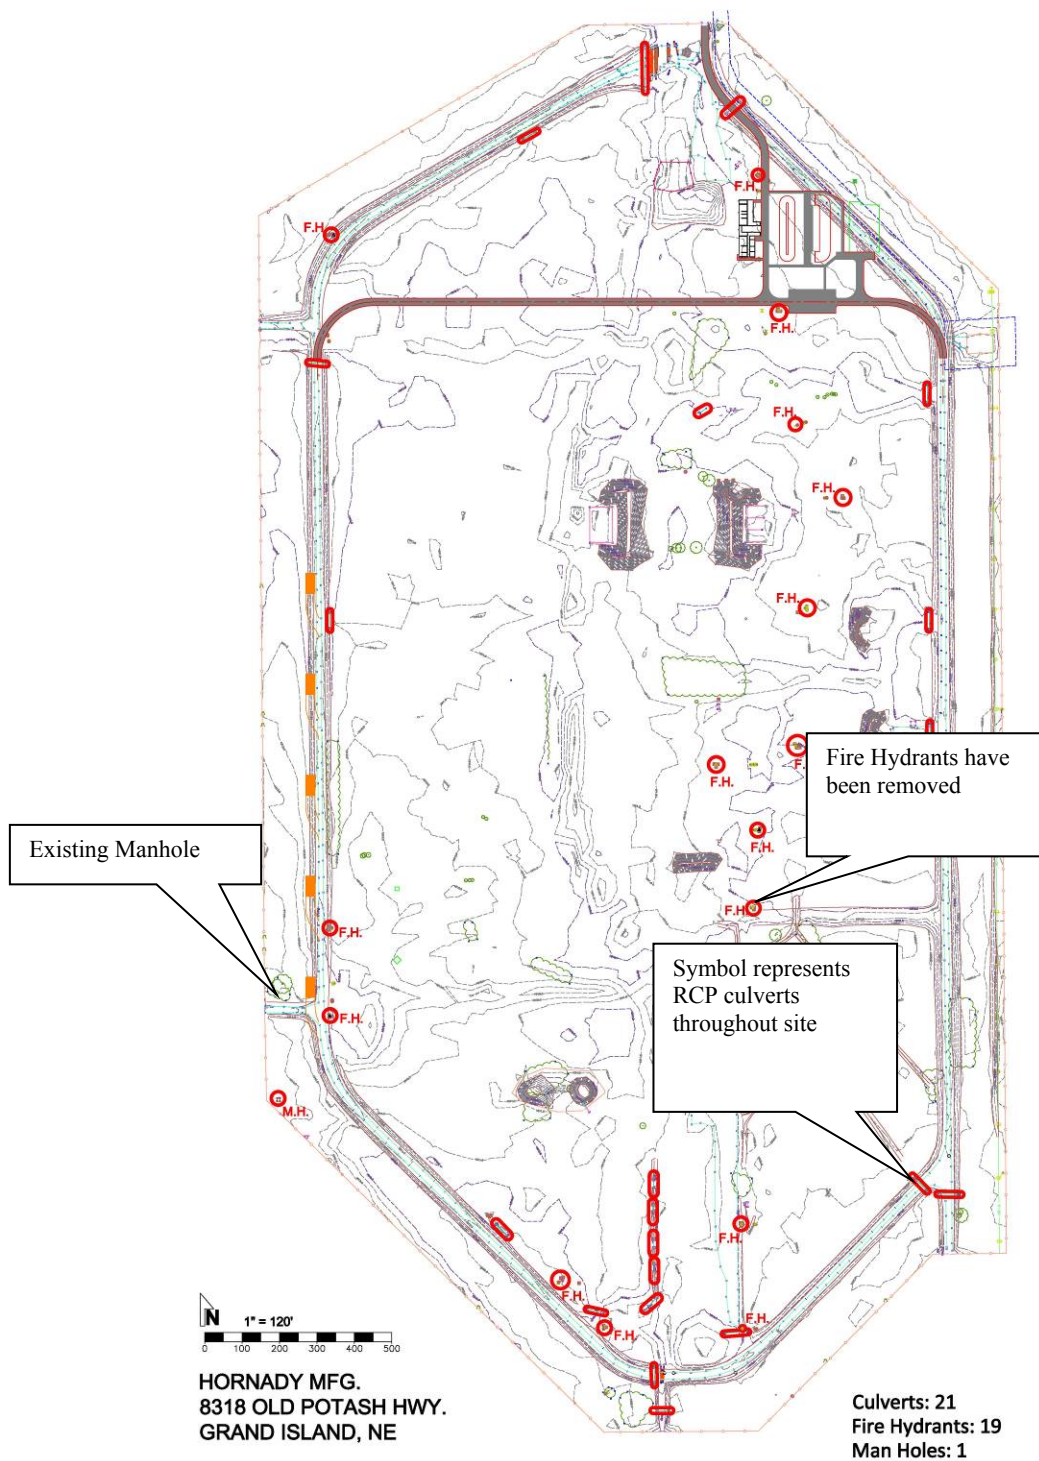 F.H.
F.H.
F.H.
F.H.
F.H.
F.H.
F.H.
F.
Fire Hydrants have
been removed
F.H.
Existing Manhole
F.H.
F.H.
Symbol represents
RCP culverts
throughout site
F.H.
M.H.
F.H.
F.H.
F.H.
F.H.
N
1" = 120'
0 100 200 300 400 500
HORNADY MFG.
8318 OLD POTASH HWY.
GRAND ISLAND, NE
Culverts: 21
Fire Hydrants: 19
Man Holes: 1